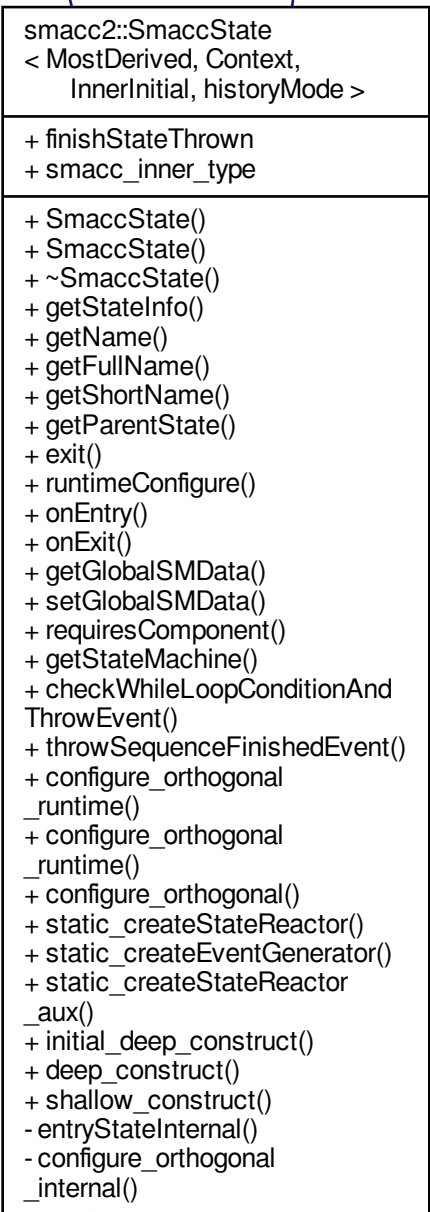 smacc2::SmaccState
< MostDerived, Context,
InnerInitial, historyMode >
+ finishStateThrown
+ smacc_inner_type
+ SmaccState()
+ SmaccState()
+ ~SmaccState()
+ getStateInfo()
+ getName()
+ getFullName()
+ getShortName()
+ getParentState()
+ exit()
+ runtimeConfigure()
+ onEntry()
+ onExit()
+ getGlobalSMData()
+ setGlobalSMData()
+ requiresComponent()
+ getStateMachine()
+ checkWhileLoopConditionAnd
ThrowEvent()
+ throwSequenceFinishedEvent()
+ configure_orthogonal
_runtime()
+ configure_orthogonal
_runtime()
+ configure_orthogonal()
+ static_createStateReactor()
+ static_createEventGenerator()
+ static_createStateReactor
_aux()
+ initial_deep_construct()
+ deep_construct()
+ shallow_construct()
- entryStateInternal()
- configure_orthogonal
_internal()